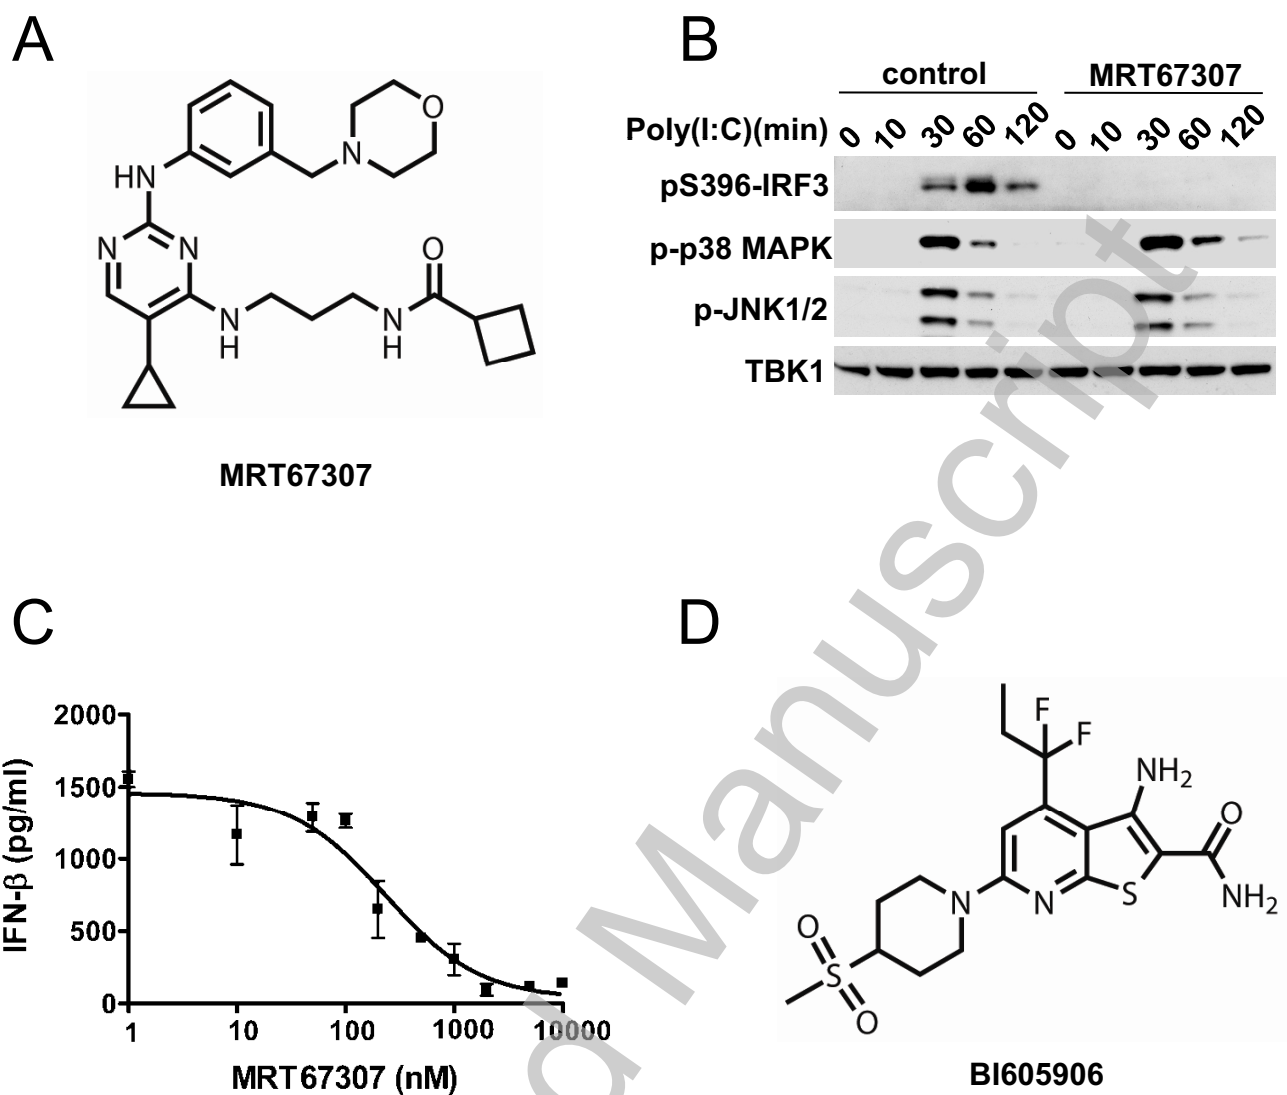 A
O
N
HN
N
N
O
N
H
N
H
MRT67307
B
control MRT67307
Poly(I:C)(min) 0 10 30 60 120 0 10 30 60 120
pS396-IRF3
p-p38 MAPK
p-JNK1/2
TBK1
C
2000
1500
1000
500
0
IFN-β (pg/ml)
1 10 100 1000 10000
MRT67307 (nM)
D
F
F
NH2
O
NH2
S
N
N
O
S
O
BI605906
d Manuscript